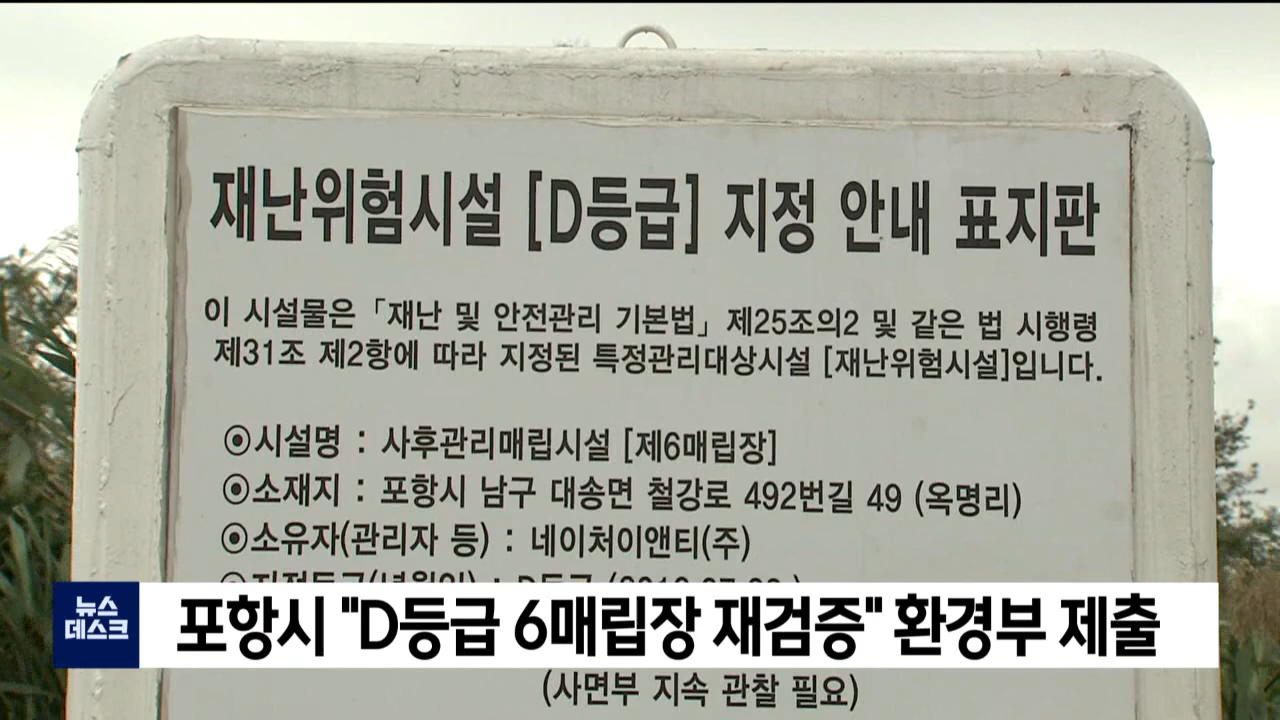 재난위험시설 [D등급] 지정 안내 표지판
이 시설물은 「재난 및 안전관리 기본법」 제25조의2 및 같은 법 시행령
제31조 제2항에 따라 지정된 특정관리대상시설 [재난위험시설]입니다.
⊙시설명 : 사후관리매립시설 [제6매립장]
⊙소재지 : 포항시 남구 대송면 철강로 492번길 49 (옥명리)
⊙소유자(관리자 등) : 네이처이앤티(주)
뉴스
데스크
포항시 "D등급 6매립장 재검증" 환경부 제출
(사면부 지속 관찰 필요)